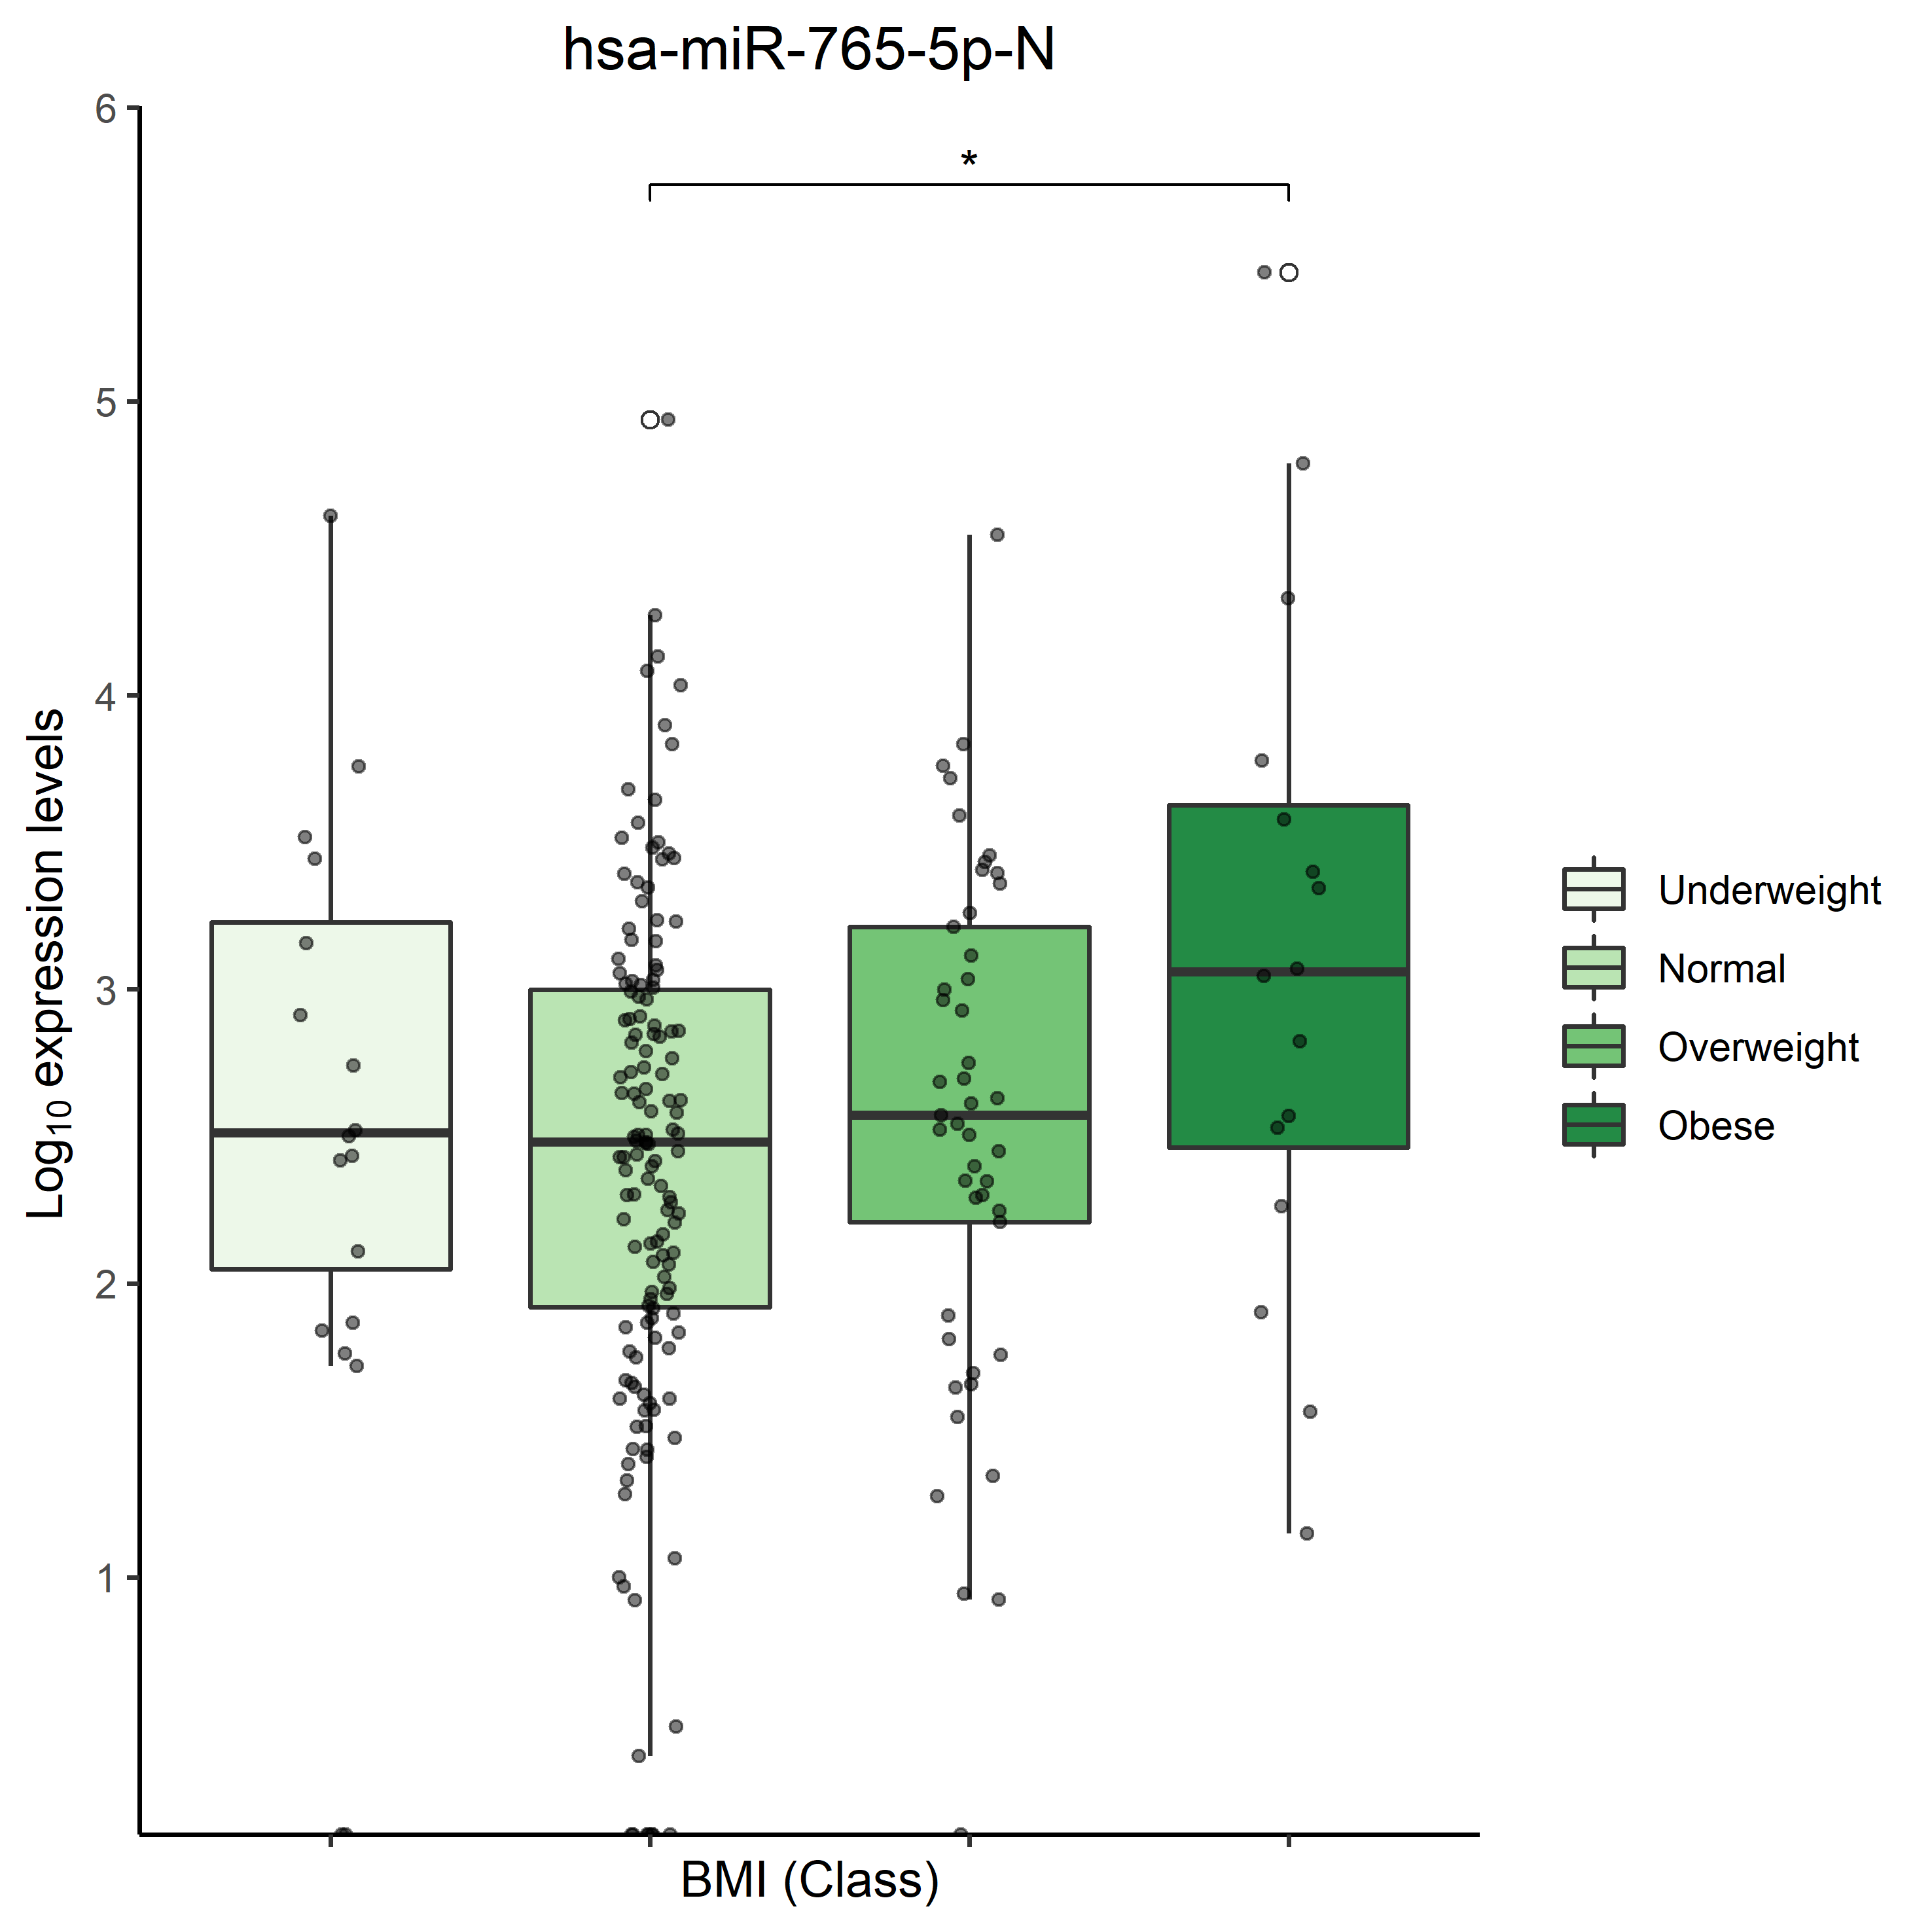 hsa-miR-765-5p-N
6
*
5
4
3
2
1
Log10 expression levels
BMI (Class)
Underweight
Normal
Overweight
Obese